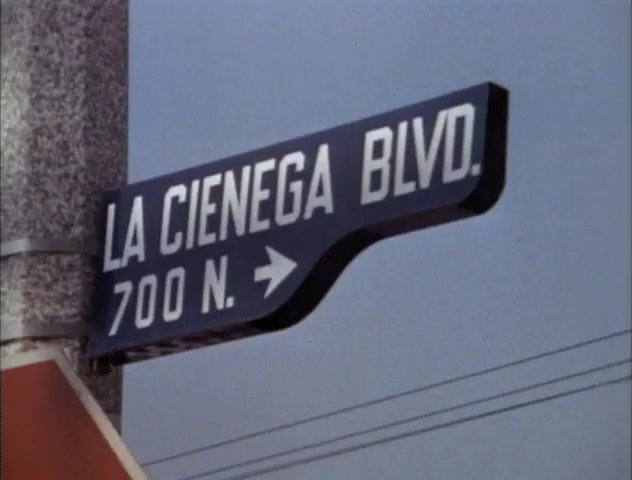 LA CIENEGA BLVD.
700 N. →